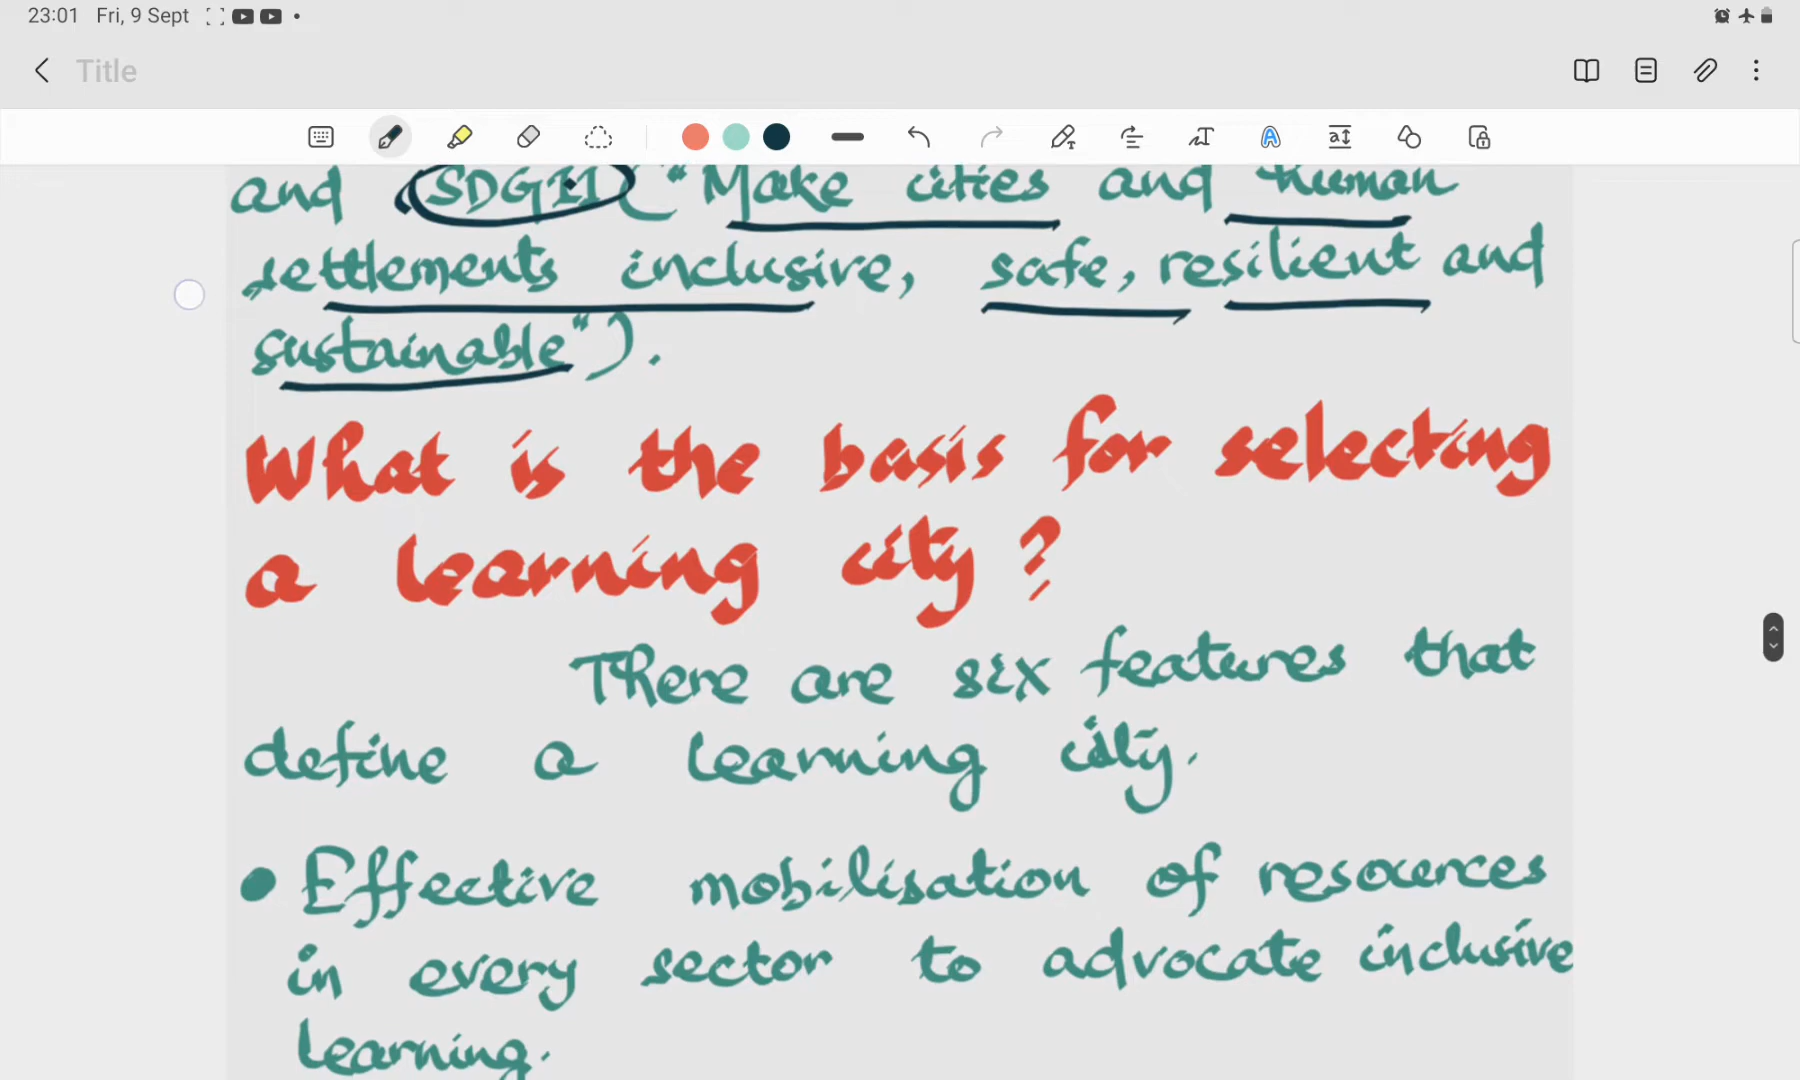 23:01 Fri, 9 Sept
Title
and (SDG11 ("Make cities and human
settlements inclusive, safe, resilient and
sustainable").
What is the basis for selecting
a learning city?
There are six features that
define a learning city.
• Effective mobilisation of resources
in every sector to advocate inclusive
learning.